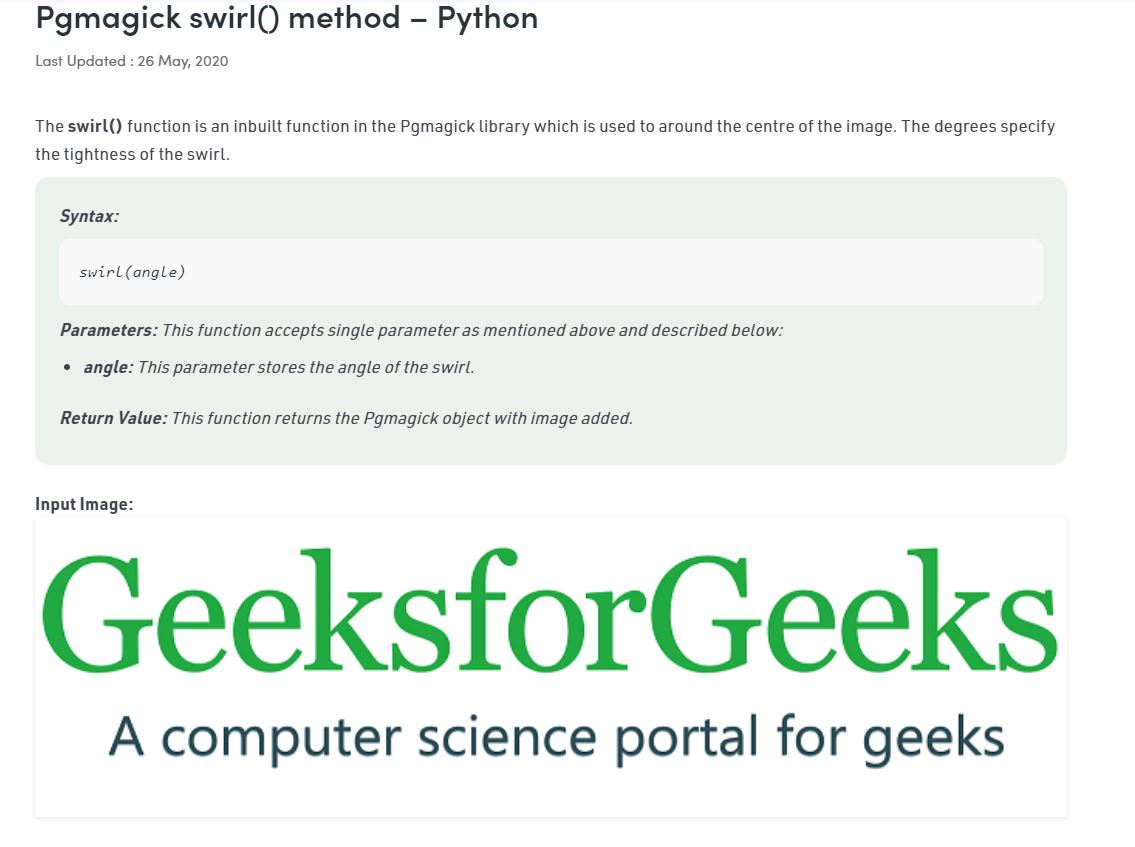 Pgmagick swirl() method – Python
Last Updated : 26 May, 2020
The swirl() function is an inbuilt function in the Pgmagick library which is used to around the centre of the image. The degrees specify
the tightness of the swirl.
Syntax:
swirl(angle)
Parameters: This function accepts single parameter as mentioned above and described below:
• angle: This parameter stores the angle of the swirl.
Return Value: This function returns the Pgmagick object with image added.
Input Image:
GeeksforGeeks
A computer science portal for geeks